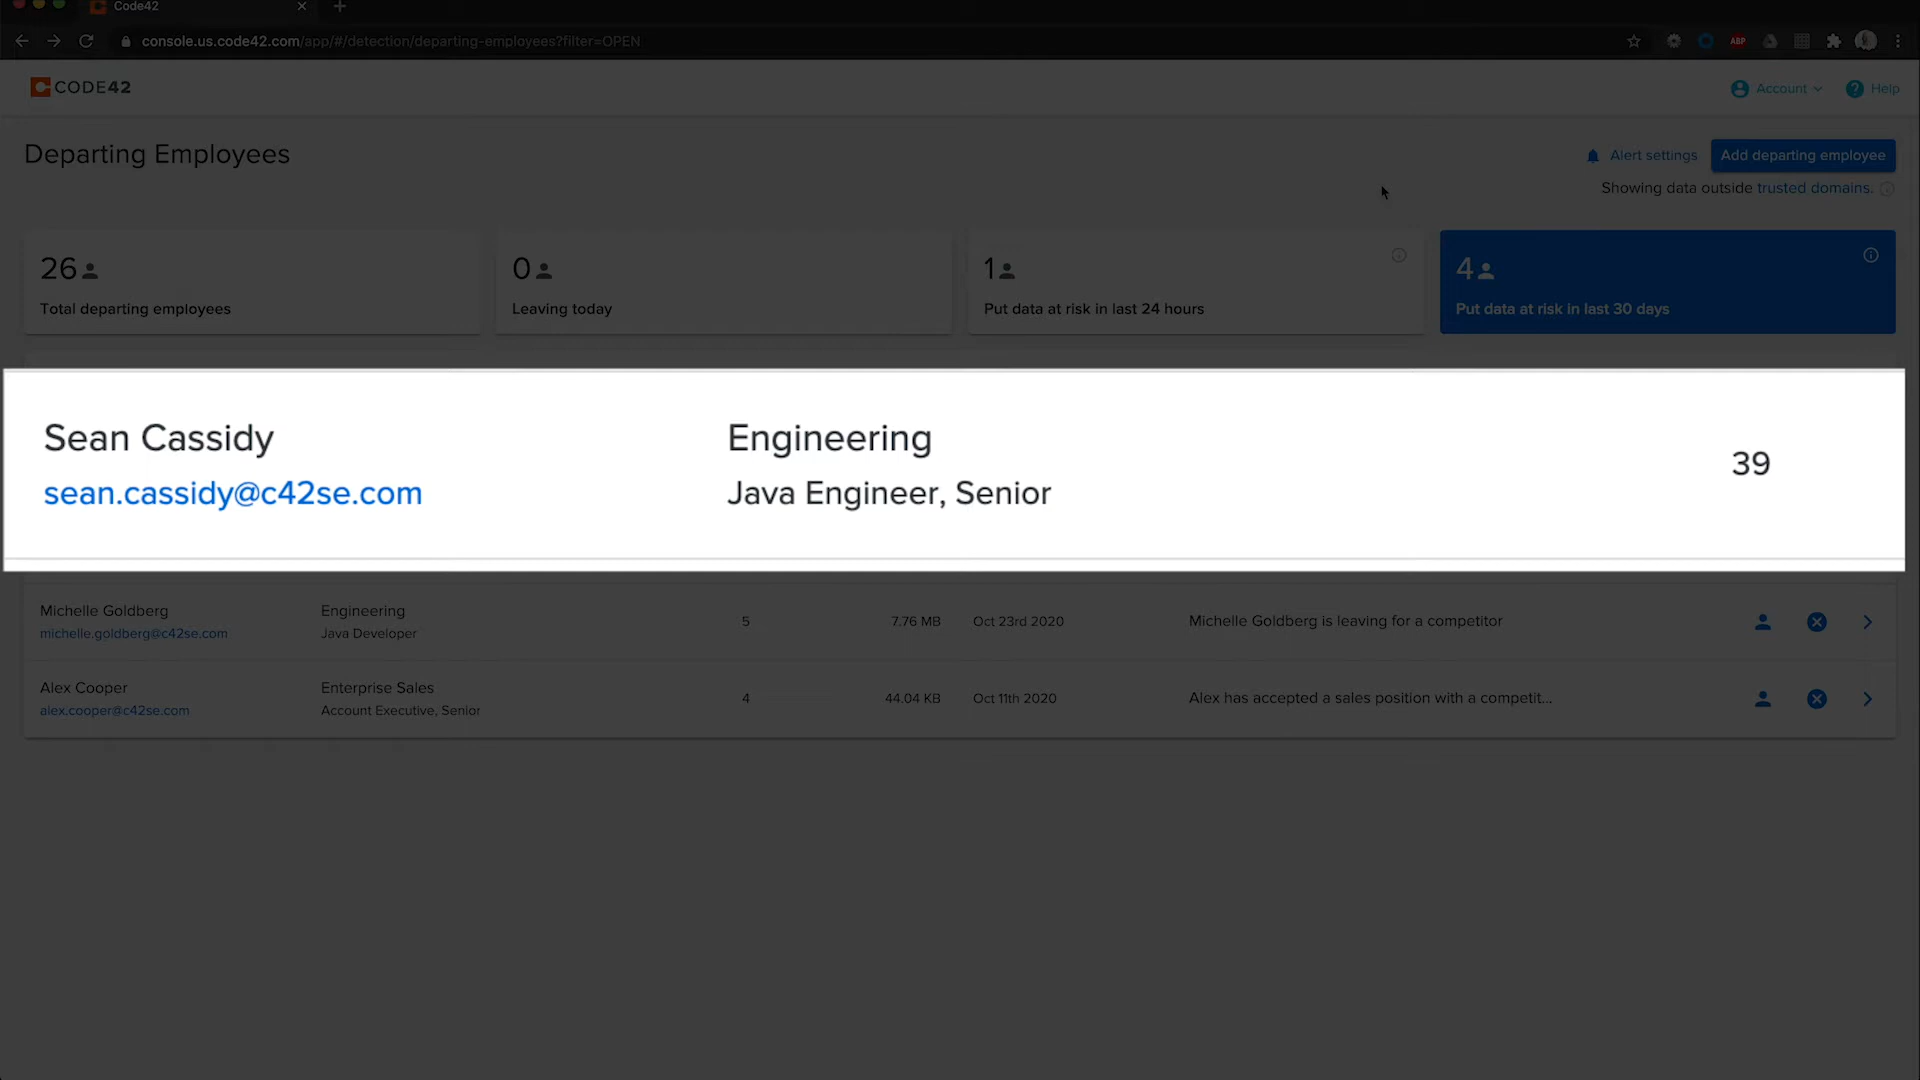 Code42
console.us.code42.com/app/#/detection/departing-employees?filter=OPEN
ABP
CODE42
Account
? Help
Departing Employees
Alert settings
Add departing employee
Showing data outside trusted domains.
26
Total departing employees
0
Leaving today
1
Put data at risk in last 24 hours
4
Put data at risk in last 30 days
Sean Cassidy
sean.cassidy@c42se.com
Engineering
Java Engineer, Senior
39
Michelle Goldberg
michelle.goldberg@c42se.com
Engineering
Java Developer
5
7.76 MB
Oct 23rd 2020
Michelle Goldberg is leaving for a competitor
Alex Cooper
alex.cooper@c42se.com
Enterprise Sales
Account Executive, Senior
4
44.04 KB
Oct 11th 2020
Alex has accepted a sales position with a competit...